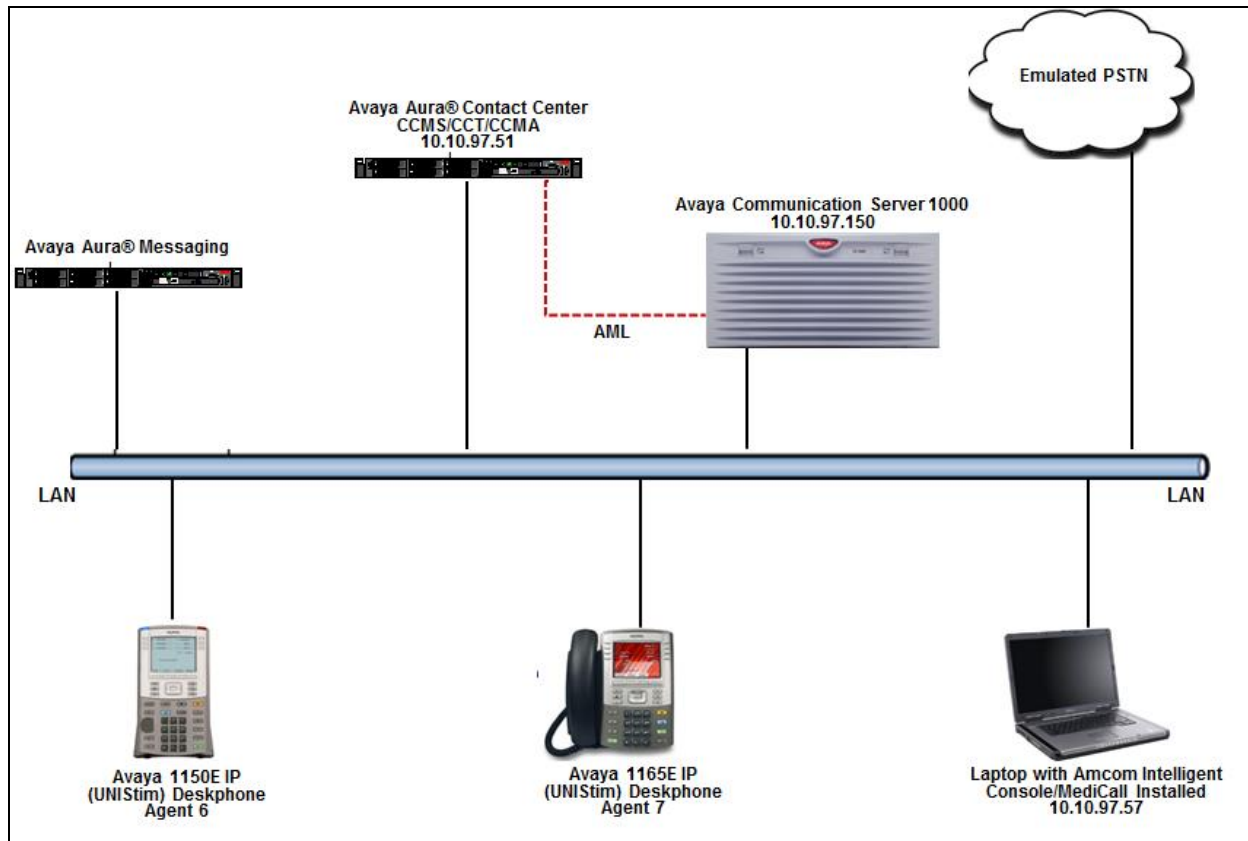 Emulated PSTN
Avaya Aura® Contact Center
CCMS/CCT/CCMA
10.10.97.51
Avaya Communication Server 1000
10.10.97.150
Avaya Aura® Messaging
AML
LAN
LAN
Avaya 1150E IP
(UNIStim) Deskphone
Agent 6
Avaya 1165E IP
(UNIStim) Deskphone
Agent 7
Laptop with Amcom Intelligent
Console/MediCall Installed
10.10.97.57